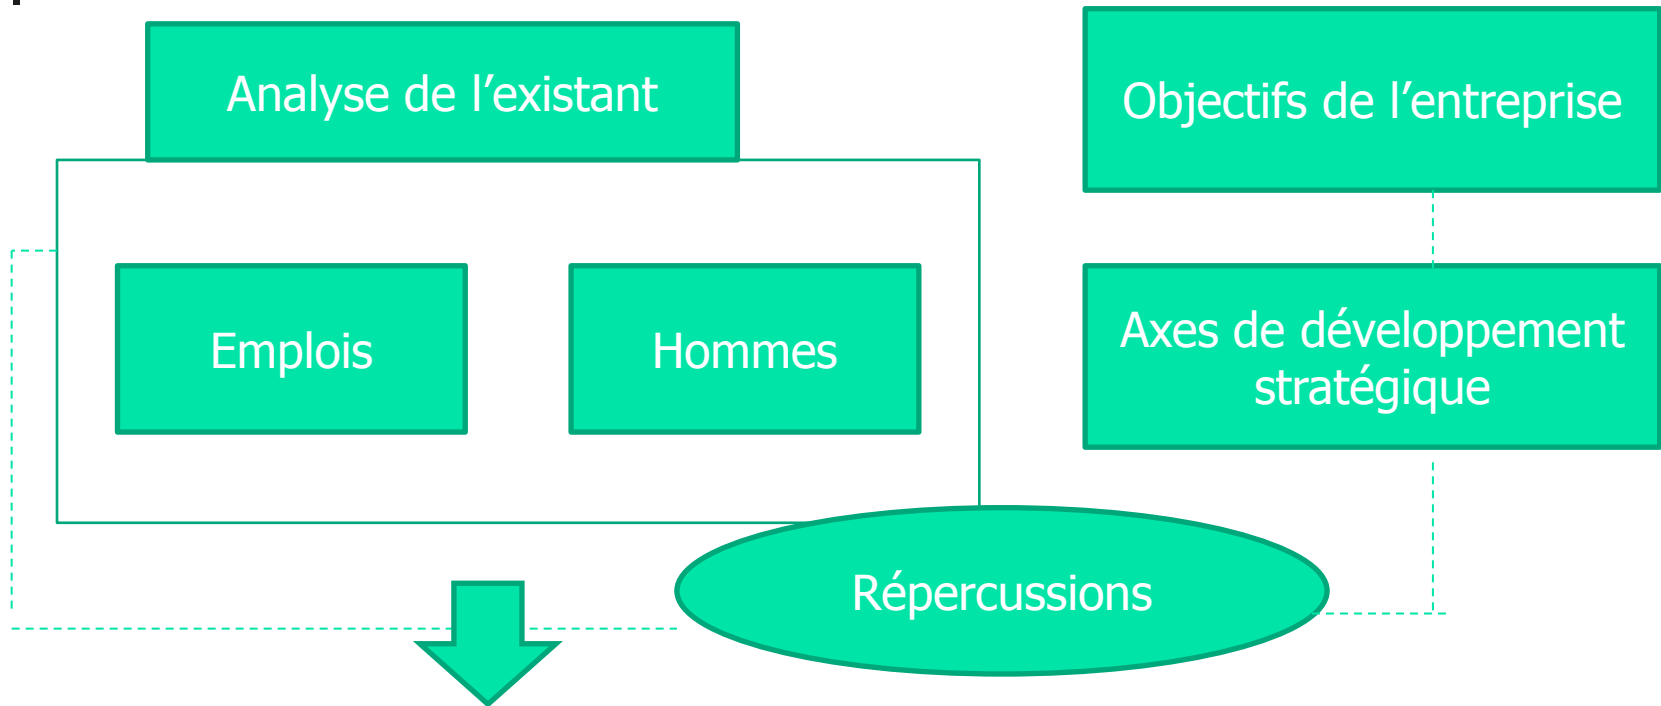 Analyse de l’existant
Objectifs de l’entreprise
Emplois
Hommes
Axes de développement
stratégique
Répercussions